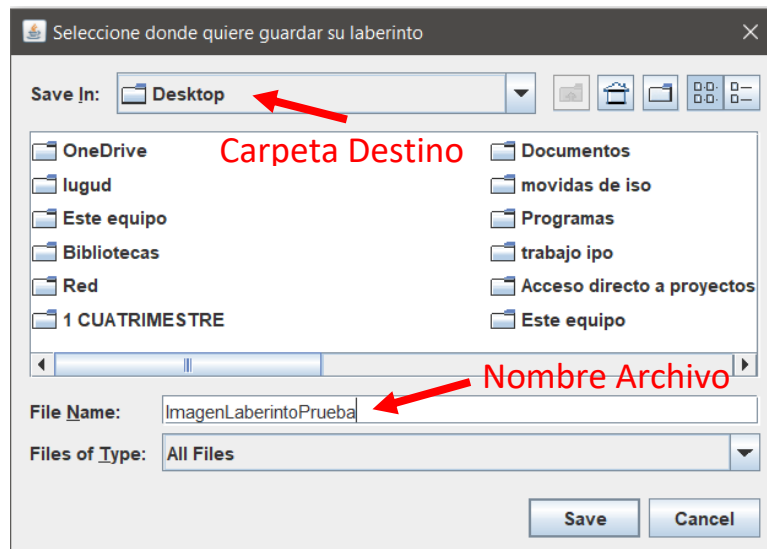 Seleccione donde quiere guardar su laberinto
Save In: Desktop
Carpeta Destino
OneDrive
lugud
Este equipo
Bibliotecas
Red
1 CUATRIMESTRE
Documentos
movidas de iso
Programas
trabajo ipo
Acceso directo a proyectos
Este equipo
Nombre Archivo
File Name: ImagenLaberintoPrueba
Files of Type: All Files
Save Cancel